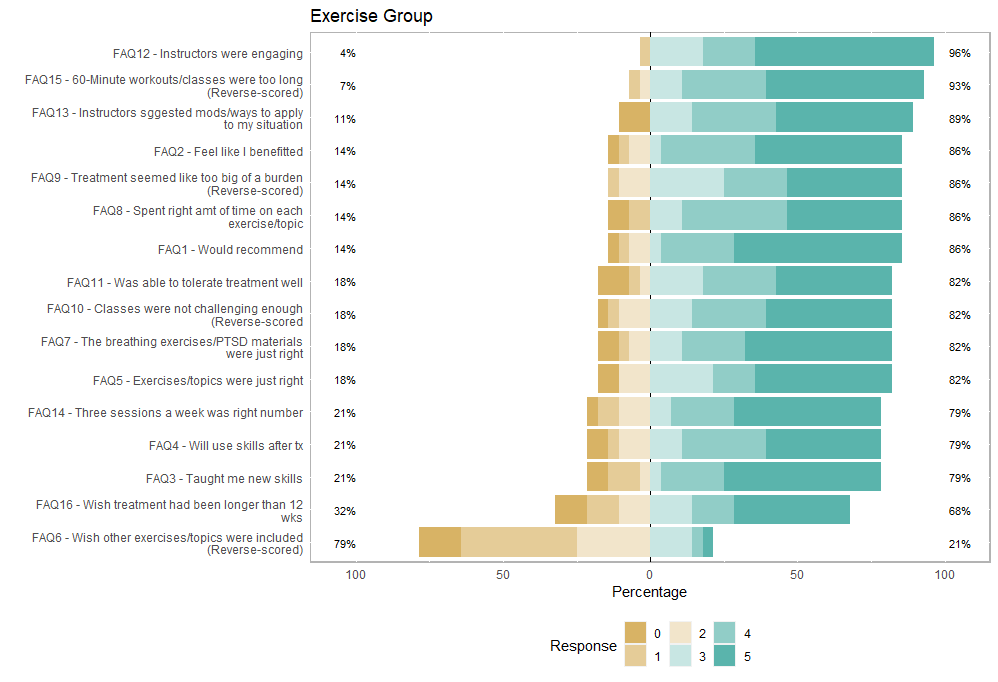 Exercise Group
FAQ12 - Instructors were engaging 4% 96%
FAQ15 - 60-Minute workouts/classes were too long
(Reverse-scored) 7% 93%
FAQ13 - Instructors sggested mods/ways to apply
to my situation 11% 89%
FAQ2 - Feel like I benefitted 14% 86%
FAQ9 - Treatment seemed like too big of a burden
(Reverse-scored) 14% 86%
FAQ8 - Spent right amt of time on each
exercise/topic 14% 86%
FAQ1 - Would recommend 14% 86%
FAQ11 - Was able to tolerate treatment well 18% 82%
FAQ10 - Classes were not challenging enough
(Reverse-scored 18% 82%
FAQ7 - The breathing exercises/PTSD materials
were just right 18% 82%
FAQ5 - Exercises/topics were just right 18% 82%
FAQ14 - Three sessions a week was right number 21% 79%
FAQ4 - Will use skills after tx 21% 79%
FAQ3 - Taught me new skills 21% 79%
FAQ16 - Wish treatment had been longer than 12
wks 32% 68%
FAQ6 - Wish other exercises/topics were included
(Reverse-scored) 79% 21%
100 50 0 50 100
Percentage
Response
0 2 4
1 3 5